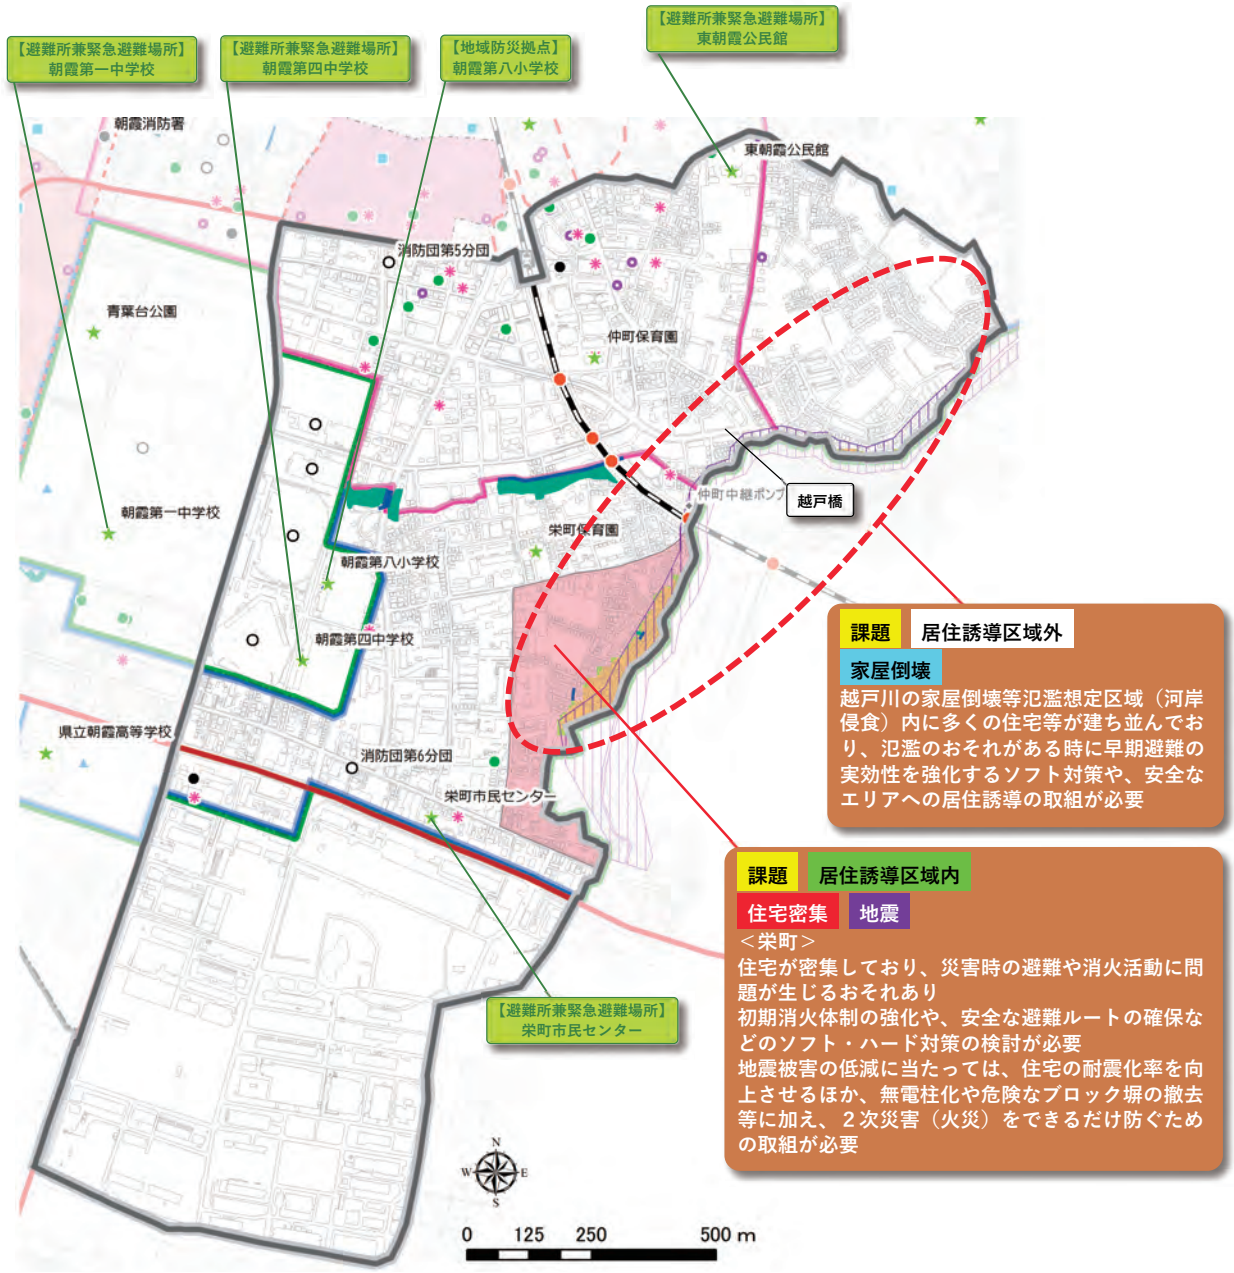 【避難所兼緊急避難場所】
朝霞第一中学校
【避難所兼緊急避難場所】
朝霞第四中学校
【地域防災拠点】
朝霞第八小学校
【避難所兼緊急避難場所】
東朝霞公民館
朝霞消防署
東朝霞公民館
消防団第5分団
青葉台公園
仲町保育園
仲町中継ポンプ
越戸橋
朝霞第一中学校
栄町保育園
朝霞第八小学校
朝霞第四中学校
県立朝霞高等学校
消防団第6分団
栄町市民センター
課題
居住誘導区域外
家屋倒壊
越戸川の家屋倒壊等氾濫想定区域（河岸
侵食）内に多くの住宅等が建ち並んでお
り、氾濫のおそれがある時に早期避難の
実効性を強化するソフト対策や、安全な
エリアへの居住誘導の取組が必要
課題
居住誘導区域内
住宅密集
地震
＜栄町＞
住宅が密集しており、災害時の避難や消火活動に問
題が生じるおそれあり
初期消火体制の強化や、安全な避難ルートの確保な
どのソフト・ハード対策の検討が必要
地震被害の低減に当たっては、住宅の耐震化率を向
上させるほか、無電柱化や危険なブロック塀の撤去
等に加え、２次災害（火災）をできるだけ防ぐため
の取組が必要
【避難所兼緊急避難場所】
栄町市民センター
N
W
E
S
0 125 250 500 m